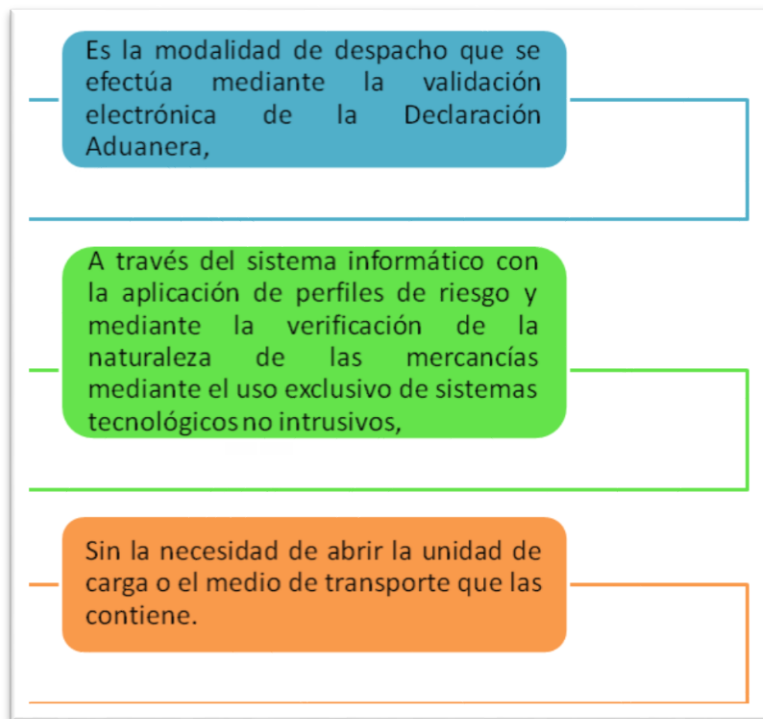 Es la modalidad de despacho que se
efectúa mediante la validación
electrónica de la Declaración
Aduanera,
A través del sistema informático con
la aplicación de perfiles de riesgo y
mediante la verificación de la
naturaleza de las mercancías
mediante el uso exclusivo de sistemas
tecnológicos no intrusivos,
Sin la necesidad de abrir la unidad de
carga o el medio de transporte que las
contiene.